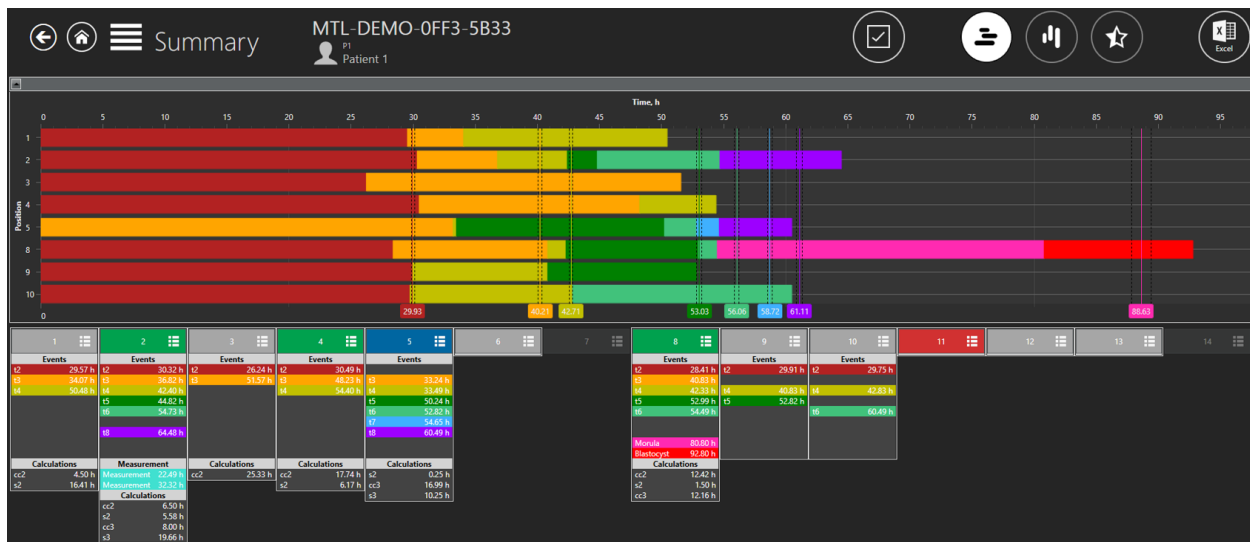 Summary
MTL-DEMO-0FF3-5B33
P1
Patient 1
Excel
Time, h
0 5 10 15 20 25 30 35 40 45 50 55 60 65 70 75 80 85 90 95
Position
1
2
3
4
5
8
9
10
0
29.93 40.21 42.71 53.03 56.06 58.72 61.11 88.63
1 2 3 4 5 6 7 8 9 10 11 12 13 14
Events Events Events Events Events Events Events Events
t2 29.57 h t2 30.32 h t2 26.24 h t2 30.49 h t2 28.41 h t2 29.91 h t2 29.75 h
t3 34.07 h t3 36.82 h t3 51.57 h t3 48.23 h t3 33.24 h t3 40.83 h
t4 50.48 h t4 42.40 h t4 54.40 h t4 33.49 h t4 42.33 h t4 40.83 h t4 42.83 h
t5 44.82 h t5 50.24 h t5 52.99 h t5 52.82 h
t6 54.73 h t6 52.82 h t6 54.49 h t6 60.49 h
t7 54.65 h
t8 64.48 h t8 60.49 h
Morula 80.80 h
Blastocyst 92.80 h
Calculations Measurement Calculations Calculations Calculations Calculations
cc2 4.50 h Measurement 22.49 h cc2 25.33 h cc2 17.74 h s2 0.25 h cc2 12.42 h
s2 16.41 h Measurement 32.32 h s2 6.17 h cc3 16.99 h s2 1.50 h
Calculations s3 10.25 h cc3 12.16 h
cc2 6.50 h
s2 5.58 h
cc3 8.00 h
s3 19.66 h